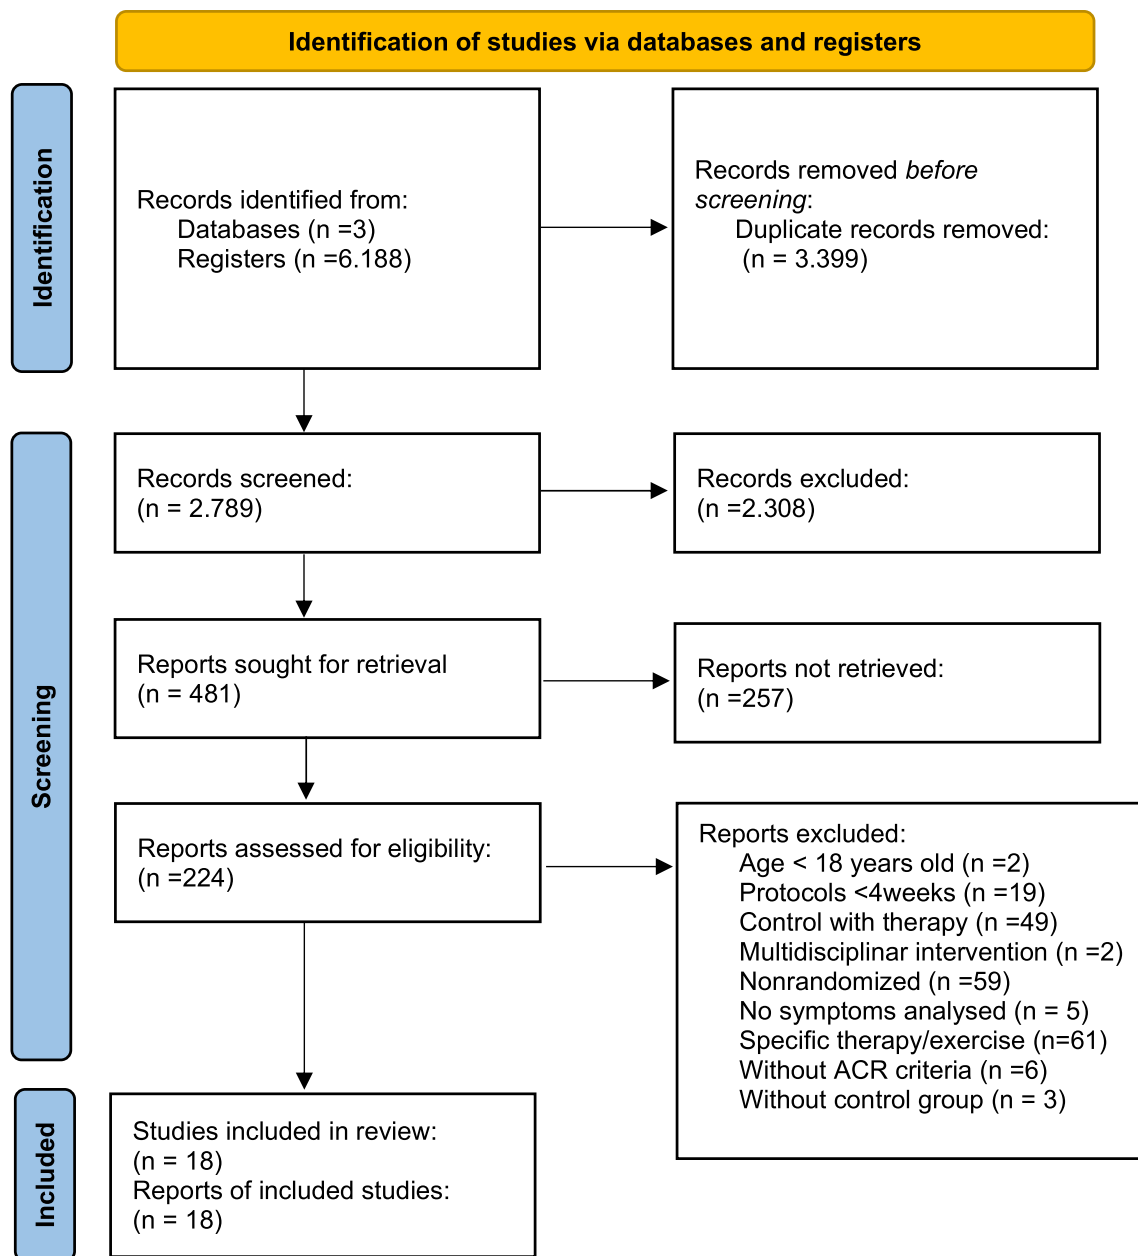 Identification of studies via databases and registers
Identification
Records identified from:
Databases (n =3)
Registers (n =6.188)
Records removed before
screening:
Duplicate records removed:
(n = 3.399)
Screening
Records screened:
(n = 2.789)
Records excluded:
(n =2.308)
Reports sought for retrieval
(n = 481)
Reports not retrieved:
(n =257)
Reports assessed for eligibility:
(n =224)
Reports excluded:
Age < 18 years old (n =2)
Protocols <4weeks (n =19)
Control with therapy (n =49)
Multidisciplinar intervention (n =2)
Nonrandomized (n =59)
No symptoms analysed (n = 5)
Specific therapy/exercise (n=61)
Without ACR criteria (n =6)
Without control group (n = 3)
Included
Studies included in review:
(n = 18)
Reports of included studies:
(n = 18)